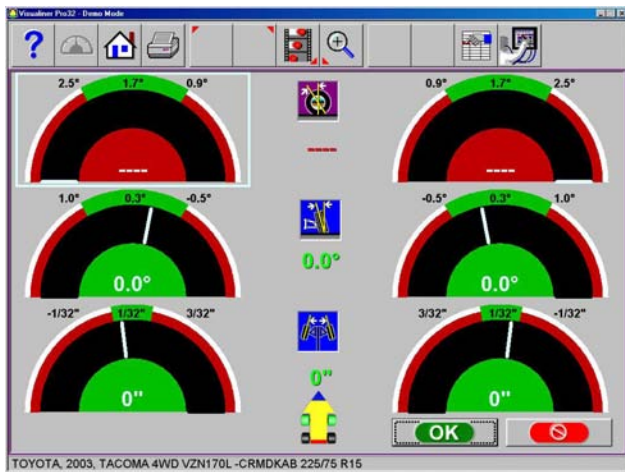 Visualiner Pro32 - Demo Mode
?
2.5° 1.7° 0.9°
----
----
0.9° 1.7° 2.5°
----
1.0° 0.3° -0.5°
0.0°
0.0°
-0.5° 0.3° 1.0°
0.0°
-1/32" 1/32" 3/32"
0"
0"
3/32" 1/32" -1/32"
0"
OK
TOYOTA, 2003, TACOMA 4WD VZN170L -CRMDKAB 225/75 R15